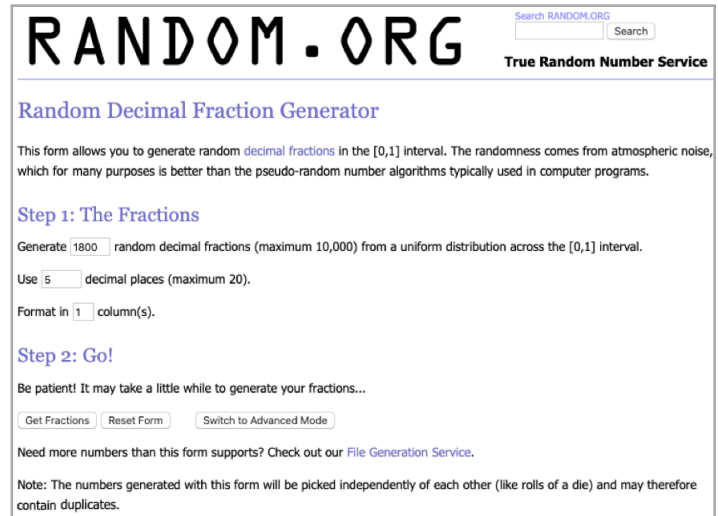 RANDOM.ORG
Search RANDOM.ORG
Search
True Random Number Service
Random Decimal Fraction Generator
This form allows you to generate random decimal fractions in the [0,1] interval. The randomness comes from atmospheric noise,
which for many purposes is better than the pseudo-random number algorithms typically used in computer programs.
Step 1: The Fractions
Generate 1800 random decimal fractions (maximum 10,000) from a uniform distribution across the [0,1] interval.
Use 5 decimal places (maximum 20).
Format in 1 column(s).
Step 2: Go!
Be patient! It may take a little while to generate your fractions...
Get Fractions Reset Form Switch to Advanced Mode
Need more numbers than this form supports? Check out our File Generation Service.
Note: The numbers generated with this form will be picked independently of each other (like rolls of a die) and may therefore
contain duplicates.